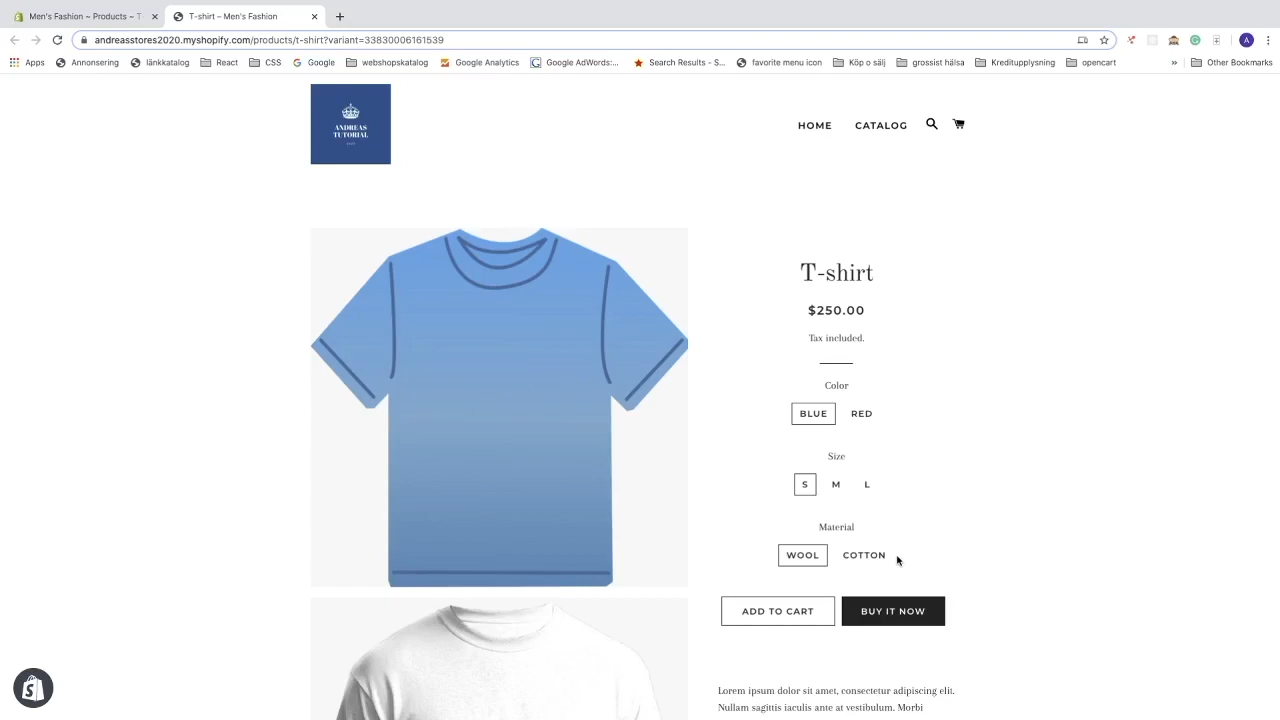 Men's Fashion ~ Products ~ T
T-shirt – Men's Fashion
andreasstores2020.myshopify.com/products/t-shirt?variant=33830006161539
A
Apps
Annonsering
länkkatalog
React
CSS
Google
webshopskatalog
Google Analytics
Google AdWords:...
Search Results - S...
favorite menu icon
Köp o sälj
grossist hälsa
Kreditupplysning
opencart
»
Other Bookmarks
ANDREAS
TUTORIAL
HOME
CATALOG
T-shirt
$250.00
Tax included.
Color
BLUE
RED
Size
S
M
L
Material
WOOL
COTTON
ADD TO CART
BUY IT NOW
Lorem ipsum dolor sit amet, consectetur adipiscing elit.
Nullam sagittis iaculis ante at vestibulum. Morbi